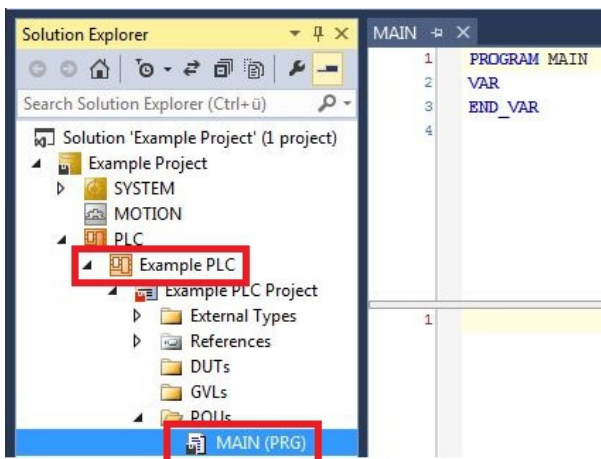 Solution Explorer
Search Solution Explorer (Ctrl+ü)
Solution 'Example Project' (1 project)
Example Project
SYSTEM
MOTION
PLC
Example PLC
Example PLC Project
External Types
References
DUTs
GVLs
POUs
MAIN (PRG)
MAIN
1 PROGRAM MAIN
2 VAR
3 END_VAR
4
1